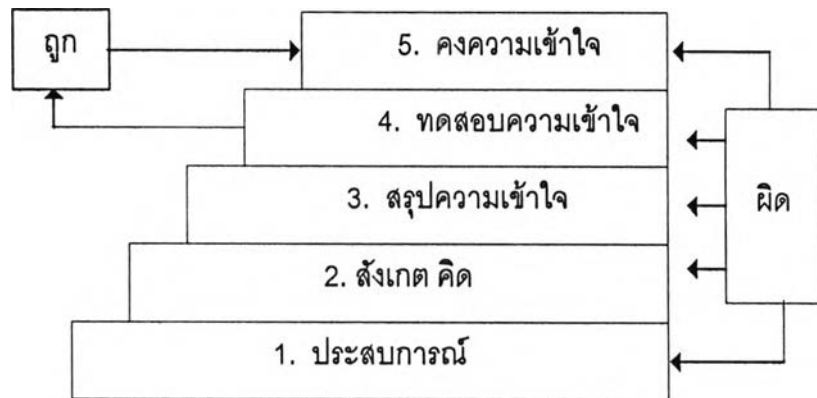 ถูก
5. คงความเข้าใจ
4. ทดสอบความเข้าใจ
3. สรุปความเข้าใจ
ผิด
2. สังเกต คิด
1. ประสบการณ์